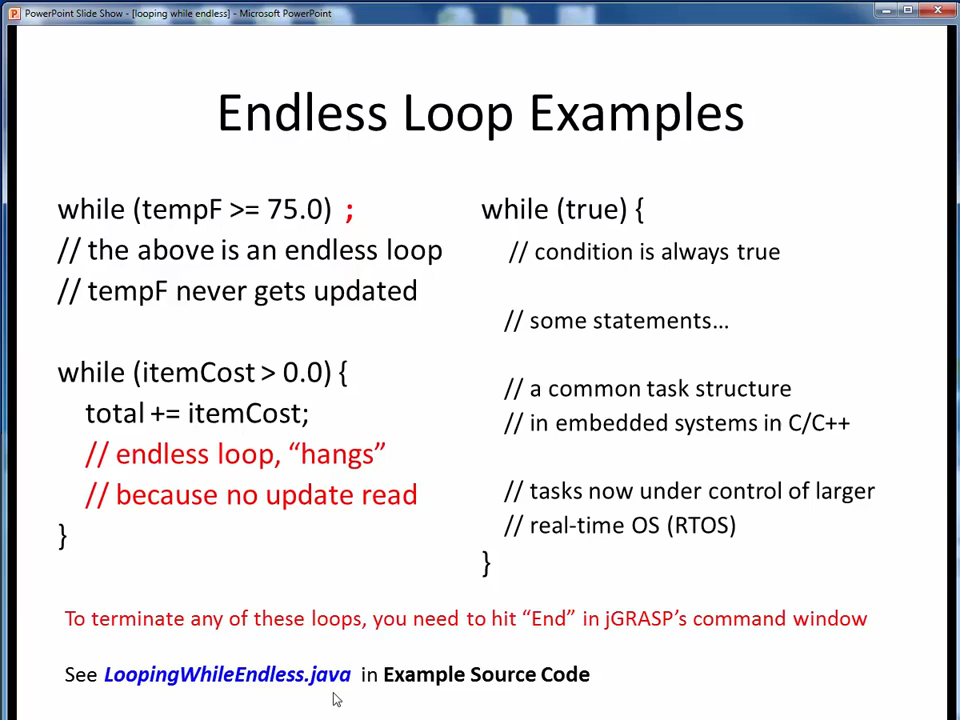 PowerPoint Slide Show - [looping while endless] - Microsoft PowerPoint
Endless Loop Examples
while (tempF >= 75.0) ;
// the above is an endless loop
// tempF never gets updated
while (itemCost > 0.0) {
total += itemCost;
// endless loop, “hangs”
// because no update read
}
while (true) {
// condition is always true
// some statements…
// a common task structure
// in embedded systems in C/C++
// tasks now under control of larger
// real-time OS (RTOS)
}
To terminate any of these loops, you need to hit “End” in jGRASP’s command window
See LoopingWhileEndless.java in Example Source Code